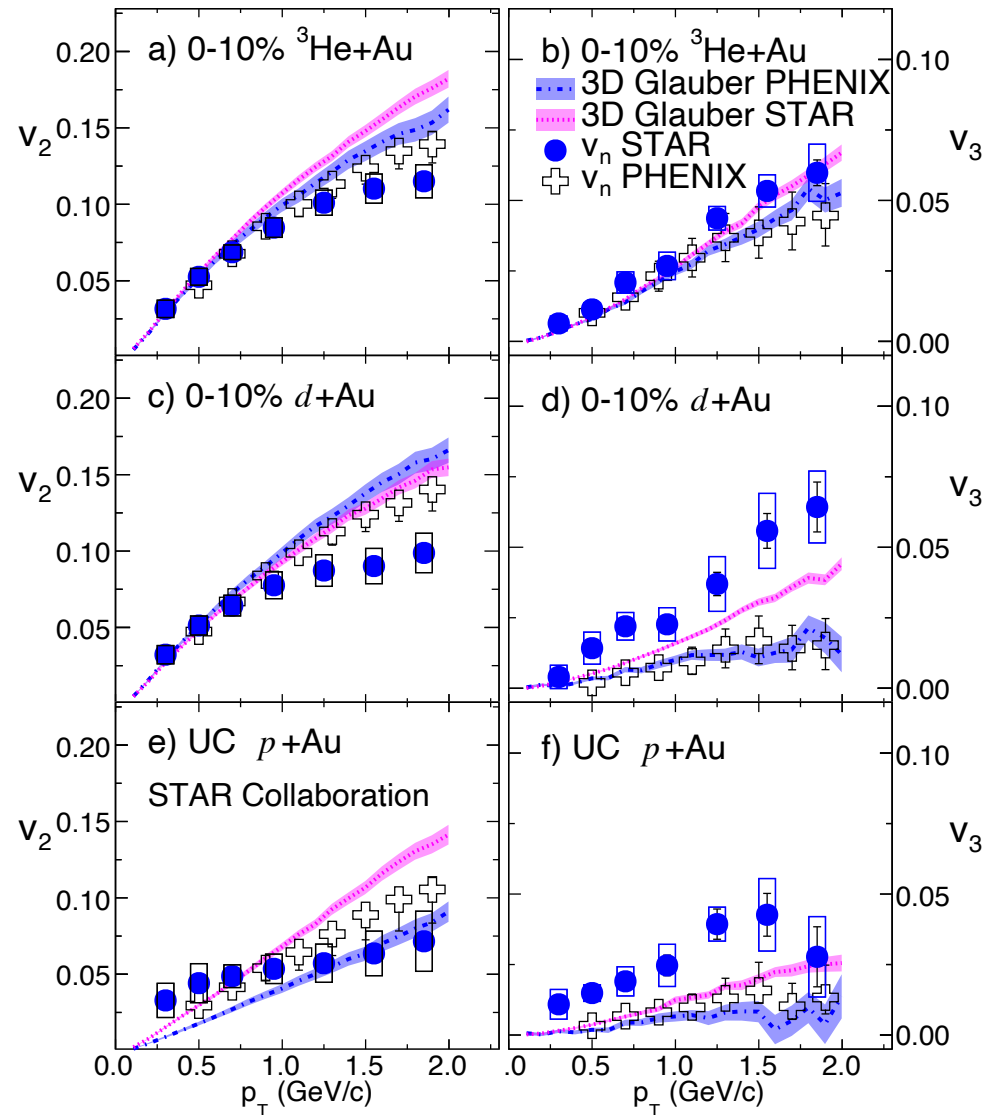 a) 0-10% ³He+Au
v₂
0.20
0.15
0.10
0.05
b) 0-10% ³He+Au
3D Glauber PHENIX
3D Glauber STAR
vₙ STAR
vₙ PHENIX
0.10
v₃
0.05
0.00
c) 0-10% d+Au
v₂
0.20
0.15
0.10
0.05
d) 0-10% d+Au
0.10
v₃
0.05
0.00
e) UC p+Au
STAR Collaboration
v₂
0.20
0.15
0.10
0.05
0.0 0.5 1.0 1.5 2.0
p_T (GeV/c)
f) UC p+Au
0.10
v₃
0.05
0.00
.0 0.5 1.0 1.5 2.0
p_T (GeV/c)